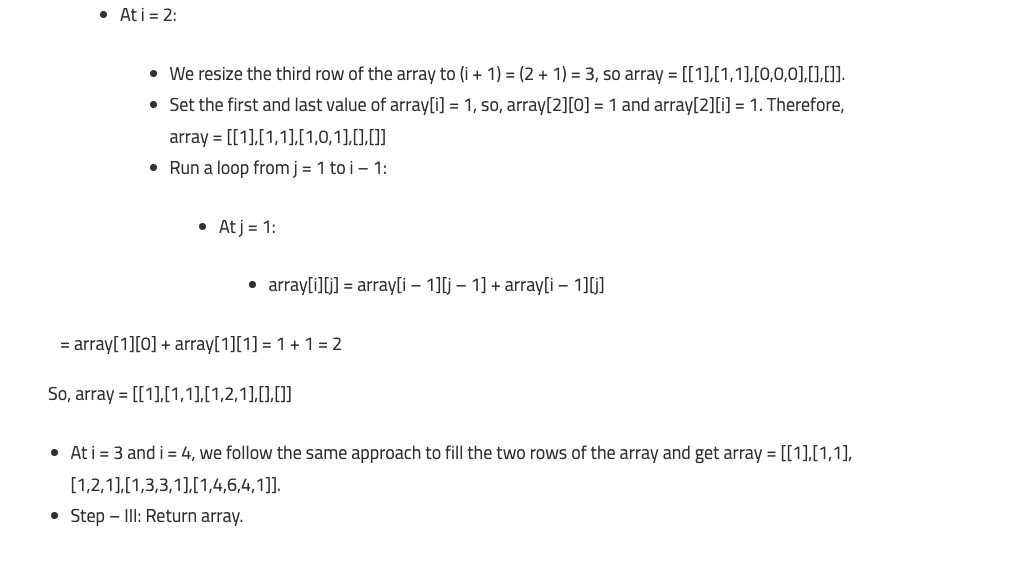 At i = 2:
We resize the third row of the array to (i + 1) = (2 + 1) = 3, so array = [[1],[1,1],[0,0,0],[],[]].
Set the first and last value of array[i] = 1, so, array[2][0] = 1 and array[2][i] = 1. Therefore,
array = [[1],[1,1],[1,0,1],[],[]]
Run a loop from j = 1 to i – 1:
At j = 1:
array[i][j] = array[i – 1][j – 1] + array[i – 1][j]
= array[1][0] + array[1][1] = 1 + 1 = 2
So, array = [[1],[1,1],[1,2,1],[],[]]
At i = 3 and i = 4, we follow the same approach to fill the two rows of the array and get array = [[1],[1,1],
[1,2,1],[1,3,3,1],[1,4,6,4,1]].
Step – III: Return array.